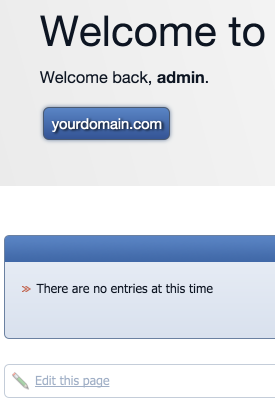 Welcome to
Welcome back, admin.
yourdomain.com
» There are no entries at this time
Edit this page